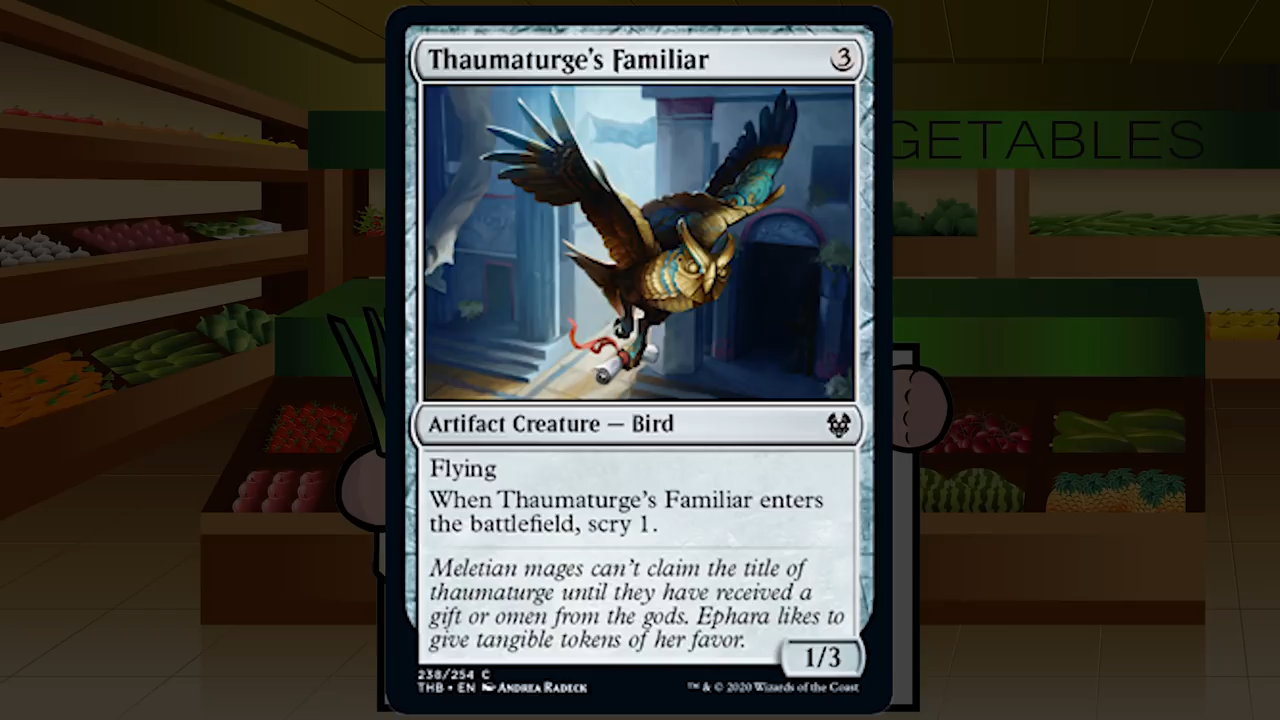 Thaumaturge's Familiar 3
GETABLES
Artifact Creature — Bird
Flying
When Thaumaturge's Familiar enters
the battlefield, scry 1.
Meletian mages can't claim the title of
thaumaturge until they have received a
gift or omen from the gods. Ephara likes to
give tangible tokens of her favor.
1/3
238/254 C
THB • EN Andrea Radeck
™ & © 2020 Wizards of the Coast